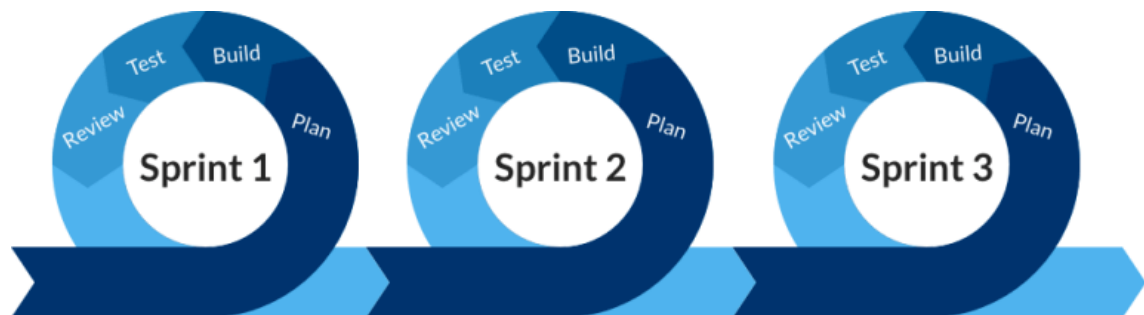 Plan
Build
Test
Review
Sprint 1
Plan
Build
Test
Review
Sprint 2
Plan
Build
Test
Review
Sprint 3